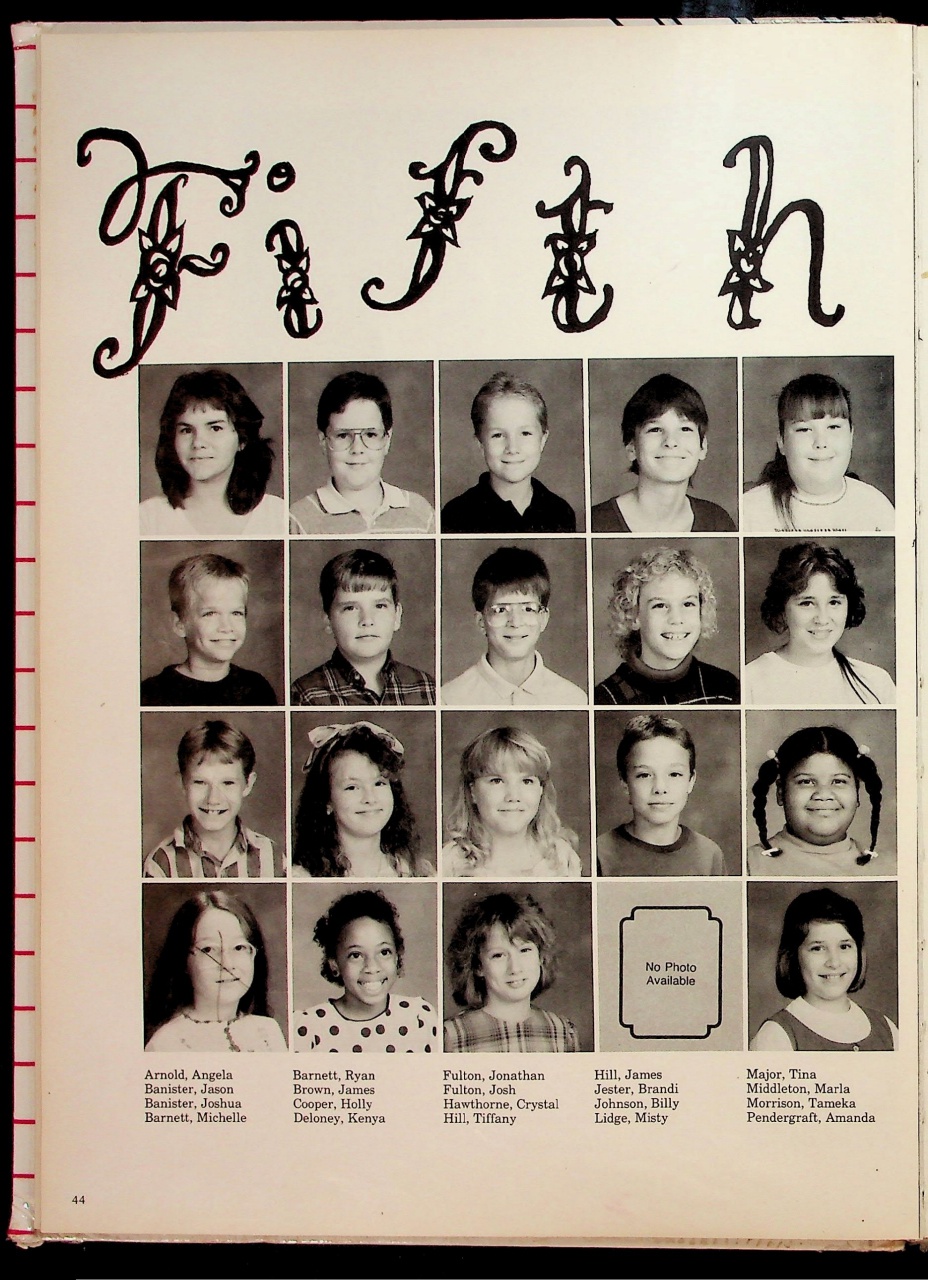 Fifth
No Photo
Available
Arnold, Angela
Banister, Jason
Banister, Joshua
Barnett, Michelle
Barnett, Ryan
Brown, James
Cooper, Holly
Deloney, Kenya
Fulton, Jonathan
Fulton, Josh
Hawthorne, Crystal
Hill, Tiffany
Hill, James
Jester, Brandi
Johnson, Billy
Lidge, Misty
Major, Tina
Middleton, Marla
Morrison, Tameka
Pendergraft, Amanda
44